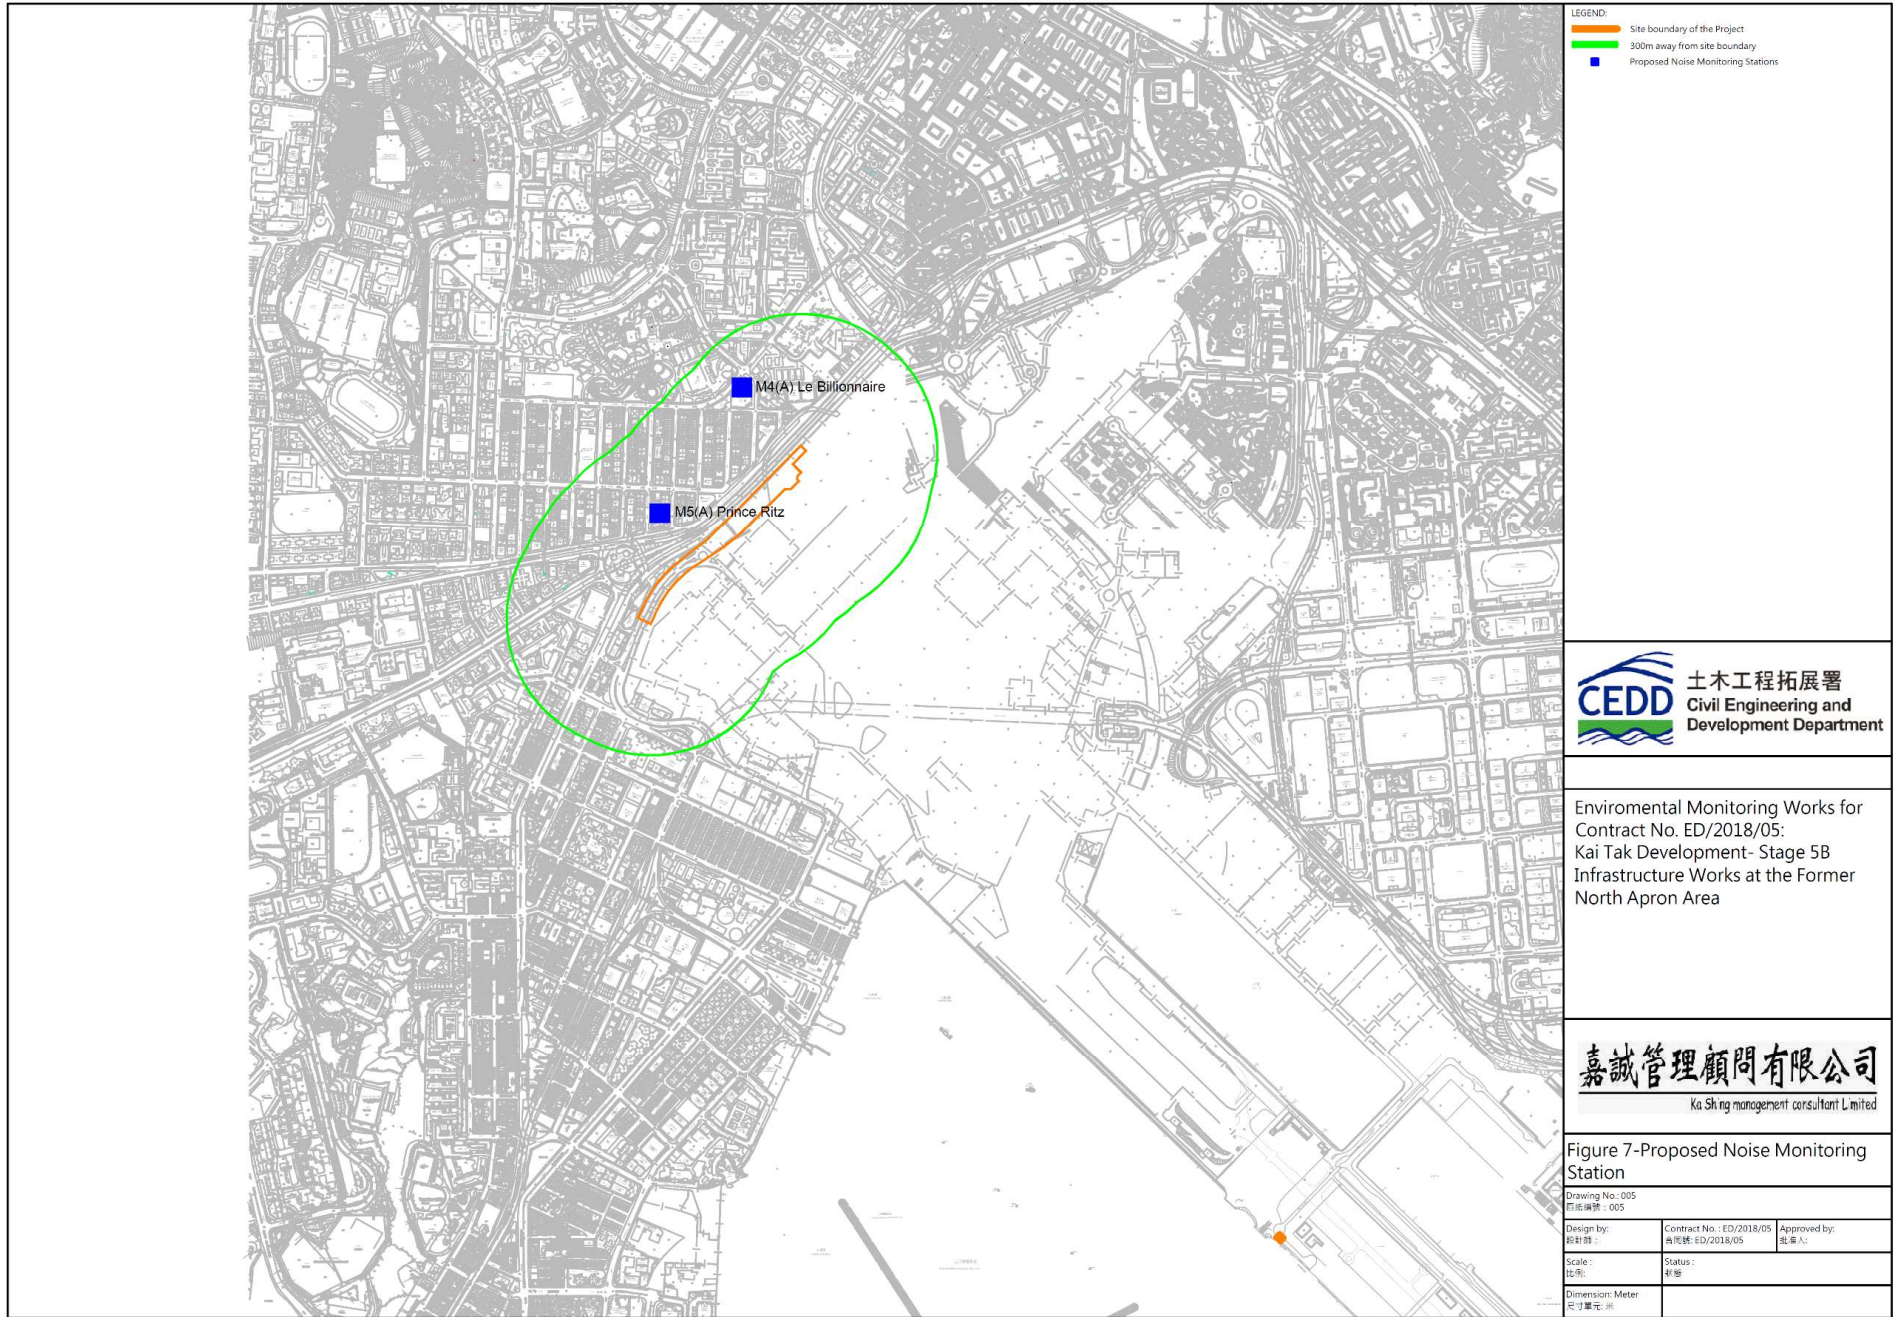 LEGEND:
Site boundary of the Project
300m away from site boundary
Proposed Noise Monitoring Stations
M4(A) Le Billionnaire
M5(A) Prince Ritz
CEDD
土木工程拓展署
Civil Engineering and
Development Department
Enviromental Monitoring Works for
Contract No. ED/2018/05:
Kai Tak Development- Stage 5B
Infrastructure Works at the Former
North Apron Area
嘉誠管理顧問有限公司
Ka Shing management consultant Limited
Figure 7-Proposed Noise Monitoring
Station
Drawing No.: 005
圖紙編號 : 005
Design by:
設計師 :
Contract No. : ED/2018/05
合同號: ED/2018/05
Approved by:
批准人:
Scale :
比例:
Status :
狀態
Dimension: Meter
尺寸單元: 米